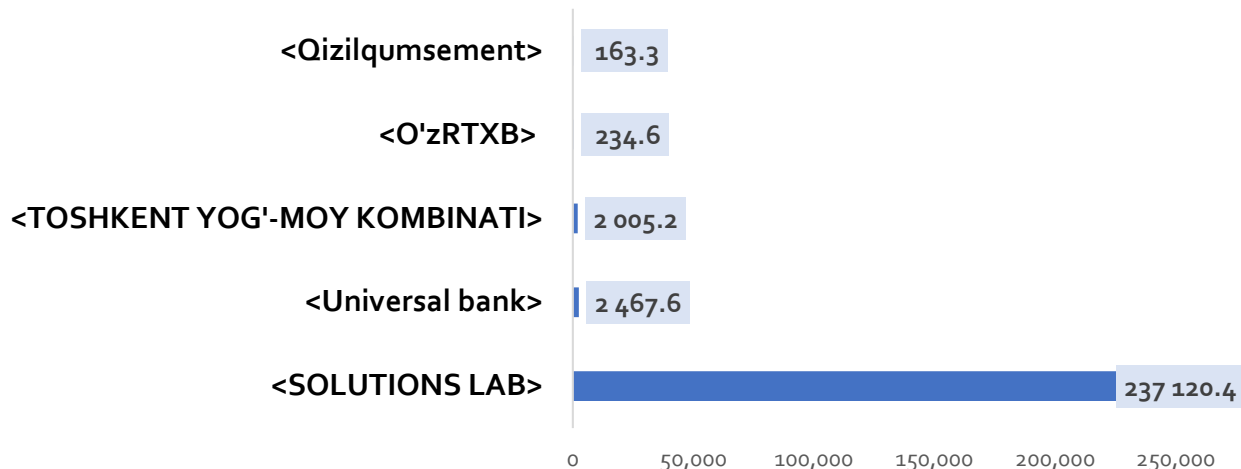 <Qizilqumsement> 163.3
<O'zRTXB> 234.6
<TOSHKENT YOG'-MOY KOMBINATI> 2 005.2
<Universal bank> 2 467.6
<SOLUTIONS LAB> 237 120.4
0 50,000 100,000 150,000 200,000 250,000